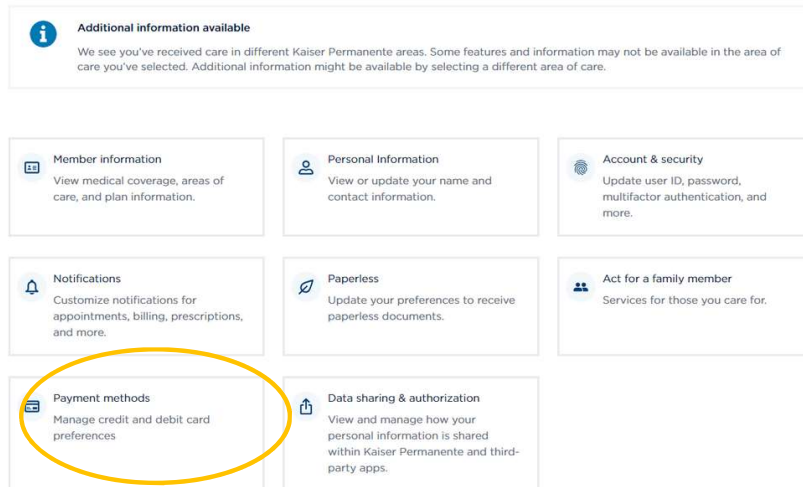 Additional information available
We see you've received care in different Kaiser Permanente areas. Some features and information may not be available in the area of
care you've selected. Additional information might be available by selecting a different area of care.
Member information
View medical coverage, areas of
care, and plan information.
Personal Information
View or update your name and
contact information.
Account & security
Update user ID, password,
multifactor authentication, and
more.
Notifications
Customize notifications for
appointments, billing, prescriptions,
and more.
Paperless
Update your preferences to receive
paperless documents.
Act for a family member
Services for those you care for.
Payment methods
Manage credit and debit card
preferences
Data sharing & authorization
View and manage how your
personal information is shared
within Kaiser Permanente and third-
party apps.